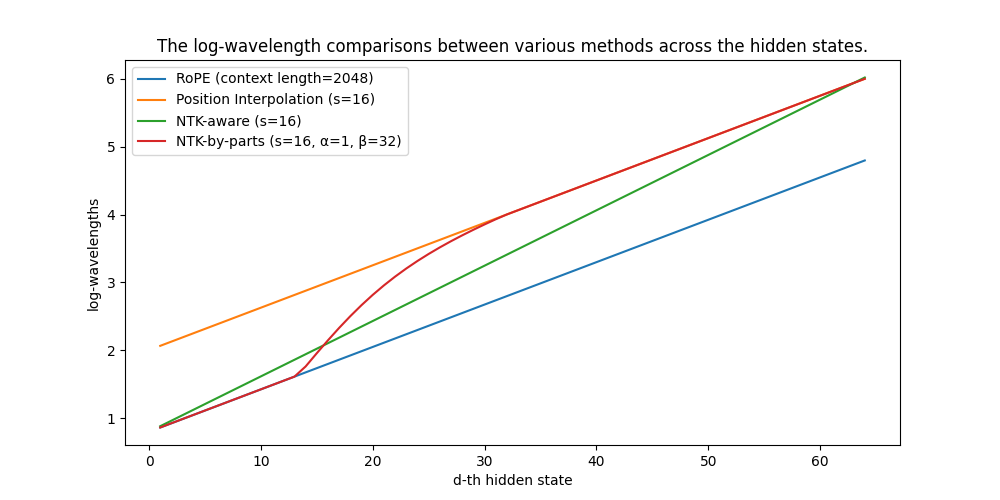 The log-wavelength comparisons between various methods across the hidden states.
RoPE (context length=2048)
Position Interpolation (s=16)
NTK-aware (s=16)
NTK-by-parts (s=16, α=1, β=32)
log-wavelengths
6
5
4
3
2
1
0 10 20 30 40 50 60
d-th hidden state